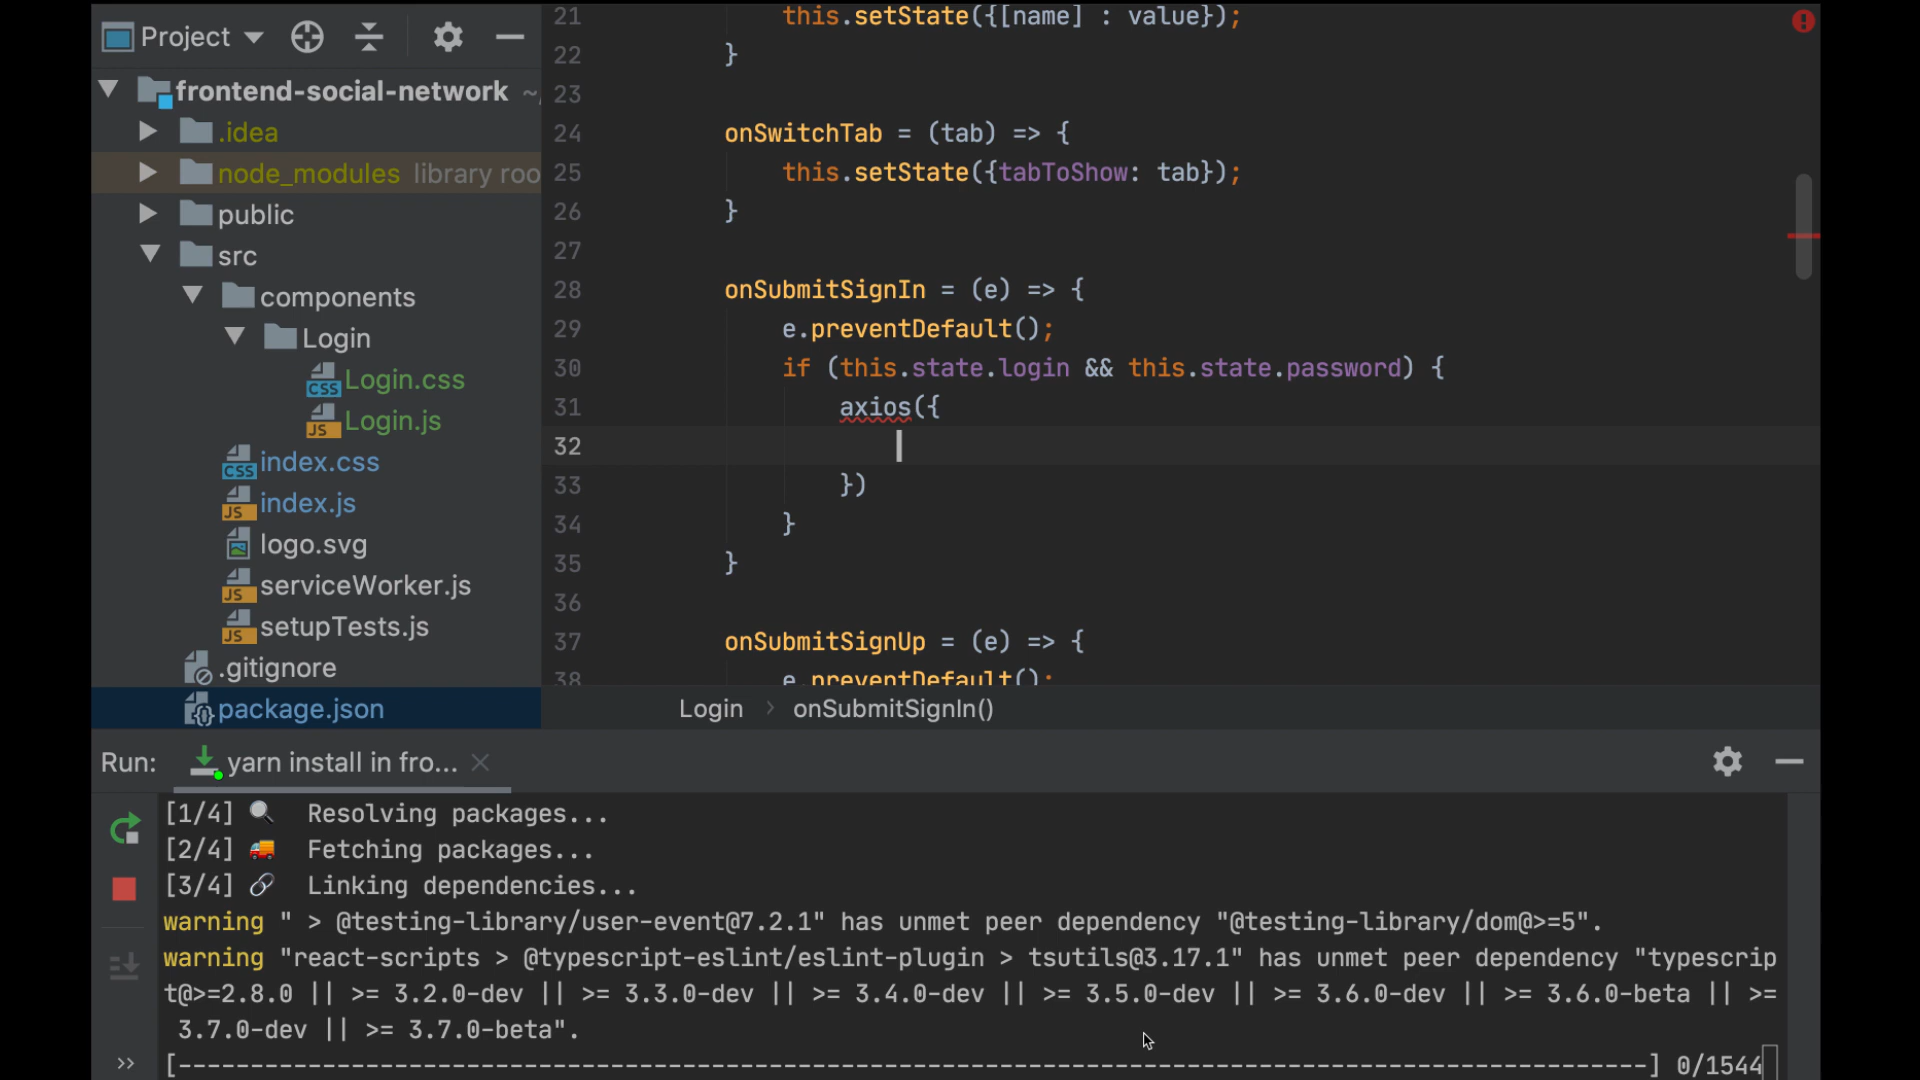 Project
frontend-social-network ~/
.idea
node_modules library roo
public
src
components
Login
CSS Login.css
JS Login.js
CSS index.css
JS index.js
logo.svg
JS serviceWorker.js
JS setupTests.js
.gitignore
package.json
21 this.setState({[name] : value});
22 }
23
24 onSwitchTab = (tab) => {
25 this.setState({tabToShow: tab});
26 }
27
28 onSubmitSignIn = (e) => {
29 e.preventDefault();
30 if (this.state.login && this.state.password) {
31 axios({
32
33 })
34 }
35 }
36
37 onSubmitSignUp = (e) => {
38 e.preventDefault();
Login > onSubmitSignIn()
Run: yarn install in fro...
[1/4] 🔍 Resolving packages...
[2/4] 🚚 Fetching packages...
[3/4] 🔗 Linking dependencies...
warning " > @testing-library/user-event@7.2.1" has unmet peer dependency "@testing-library/dom@>=5".
warning "react-scripts > @typescript-eslint/eslint-plugin > tsutils@3.17.1" has unmet peer dependency "typescrip
t@>=2.8.0 || >= 3.2.0-dev || >= 3.3.0-dev || >= 3.4.0-dev || >= 3.5.0-dev || >= 3.6.0-dev || >= 3.6.0-beta || >=
3.7.0-dev || >= 3.7.0-beta".
[------------------------------------------------------------------------------------------------------] 0/1544